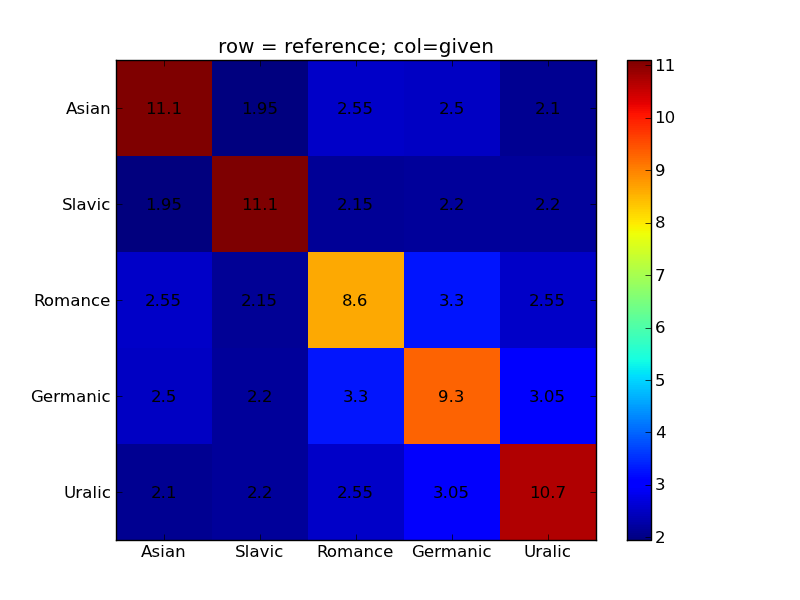 row = reference; col=given
Asian 11.1 1.95 2.55 2.5 2.1
Slavic 1.95 11.1 2.15 2.2 2.2
Romance 2.55 2.15 8.6 3.3 2.55
Germanic 2.5 2.2 3.3 9.3 3.05
Uralic 2.1 2.2 2.55 3.05 10.7
Asian Slavic Romance Germanic Uralic
11
10
9
8
7
6
5
4
3
2